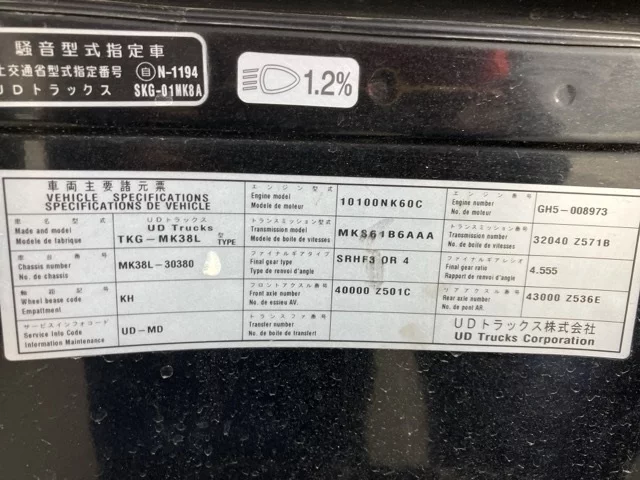 騒音型式指定車
土交通省型式指定番号 自 N-1194
UDトラックス SKG-01MK8A
1.2%
車両主要諸元票
VEHICLE SPECIFICATIONS
SPECIFICATIONS DE VEHICLE
車名型式 UDトラックス
Made and model UD Trucks
Modele de fabrique TKG-MK38L 型 TYPE
車台番号
Chassis number MK38L-30380
No. de chassis
軸距記号
Wheel base code KH
Empattement
サービスインフォコード
Service Info Code UD-MD
Information Maintenance
エンジン型式
Engine model 10100NK60C
Modele de moteur
トランスミッション型式
Transmission model MKS61B6AAA
Modele de boite de vitesses
ファイナルギアタイプ
Final gear type SRHF3 OR 4
Type de renvoi d'angle
フロントアクスル番号
Front axle number 40000 Z501C
No. de essieu AV.
トランスファ番号
Transfer number
No. de boite de transfert
エンジン番号
Engine number GH5-008973
No. de moteur
トランスミッション番号
Transmission number 32040 Z571B
No. de boite de vitesses
ファイナルギアレシオ
Final gear ratio 4.555
Rapport de renvoi d'angle
リアアクスル番号
Rear axle number 43000 Z536E
No. de pont AR.
UDトラックス株式会社
UD Trucks Corporation